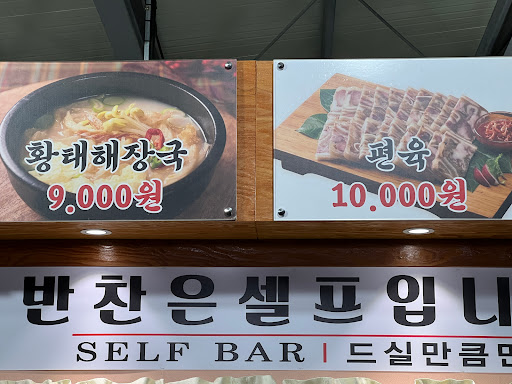 황태해장국
9.000원
편육
10.000원
반찬은셀프입니
SELF BAR | 드실만큼만